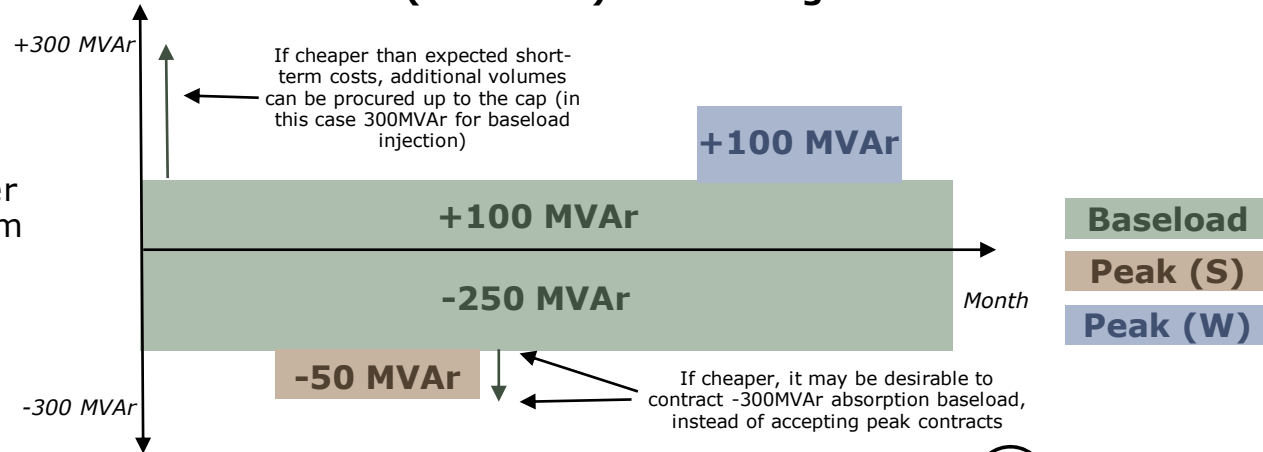 +300 MVAr
If cheaper than expected short-
term costs, additional volumes
can be procured up to the cap (in
this case 300MVAr for baseload
injection)
+100 MVAr
+100 MVAr
-250 MVAr
Month
-50 MVAr
-300 MVAr
If cheaper, it may be desirable to
contract -300MVAr absorption baseload,
instead of accepting peak contracts
Baseload
Peak (S)
Peak (W)